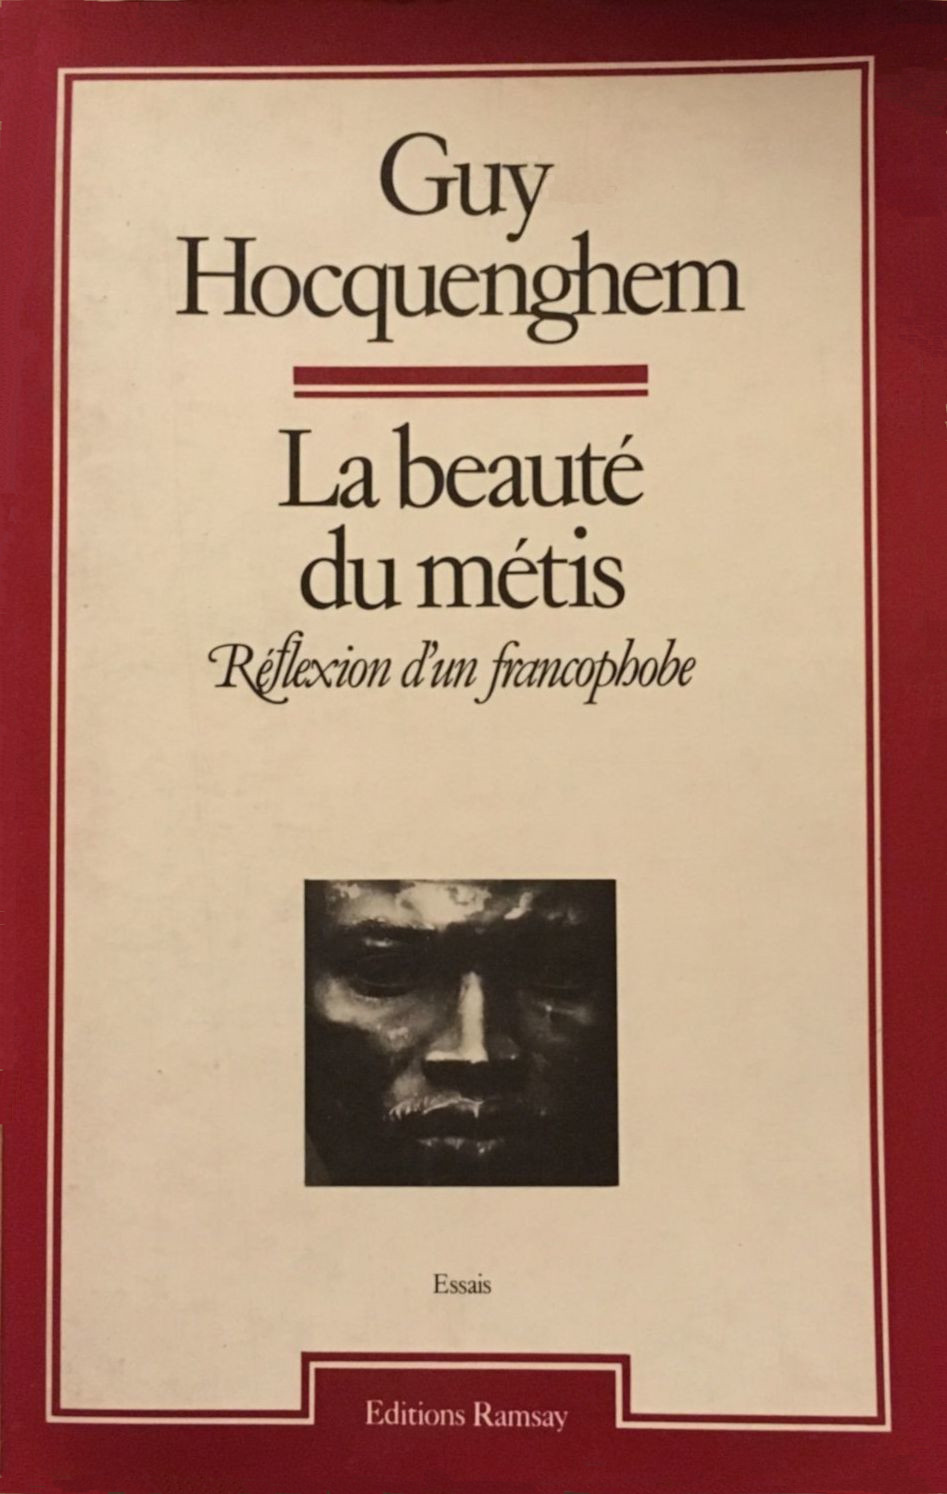 Guy
Hocquenghem
La beauté
du métis
Réflexion d'un francophobe
Essais
Editions Ramsay